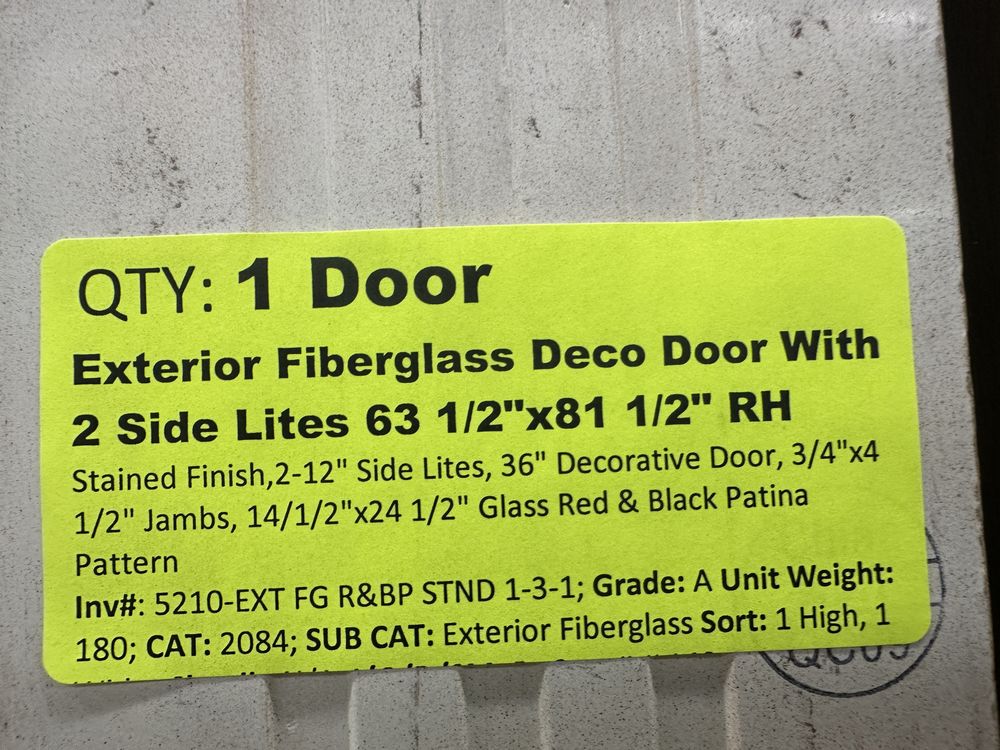 QTY: 1 Door
Exterior Fiberglass Deco Door With
2 Side Lites 63 1/2"x81 1/2" RH
Stained Finish,2-12" Side Lites, 36" Decorative Door, 3/4"x4
1/2" Jambs, 14/1/2"x24 1/2" Glass Red & Black Patina
Pattern
Inv#: 5210-EXT FG R&BP STND 1-3-1; Grade: A Unit Weight:
180; CAT: 2084; SUB CAT: Exterior Fiberglass Sort: 1 High, 1